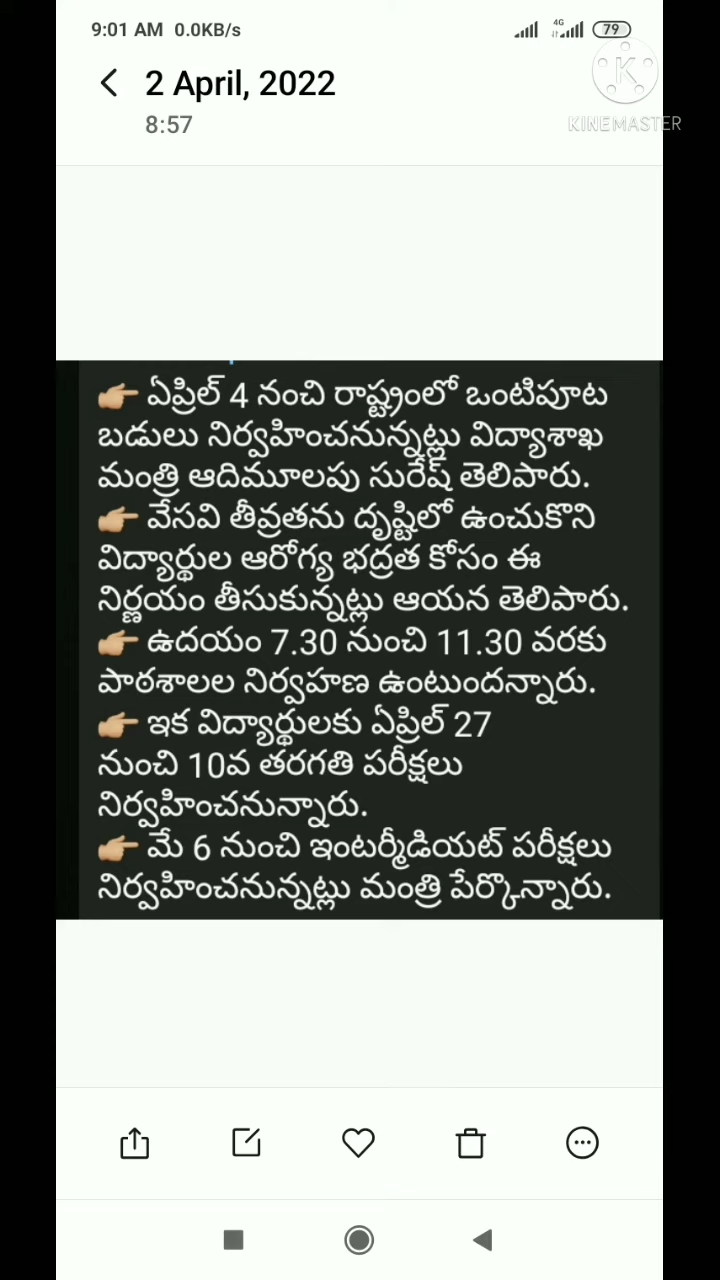 9:01 AM 0.0KB/s 4G 79
2 April, 2022
8:57
KINEMASTER
👉🏼 ఏప్రిల్ 4 నంచి రాష్ట్రంలో ఒంటిపూట
బడులు నిర్వహించనున్నట్లు విద్యాశాఖ
మంత్రి ఆదిమూలపు సురేష్ తెలిపారు.
👉🏼 వేసవి తీవ్రతను దృష్టిలో ఉంచుకొని
విద్యార్థుల ఆరోగ్య భద్రత కోసం ఈ
నిర్ణయం తీసుకున్నట్లు ఆయన తెలిపారు.
👉🏼 ఉదయం 7.30 నుంచి 11.30 వరకు
పాఠశాలల నిర్వహణ ఉంటుందన్నారు.
👉🏼 ఇక విద్యార్థులకు ఏప్రిల్ 27
నుంచి 10వ తరగతి పరీక్షలు
నిర్వహించనున్నారు.
👉🏼 మే 6 నుంచి ఇంటర్మీడియట్ పరీక్షలు
నిర్వహించనున్నట్లు మంత్రి పేర్కొన్నారు.